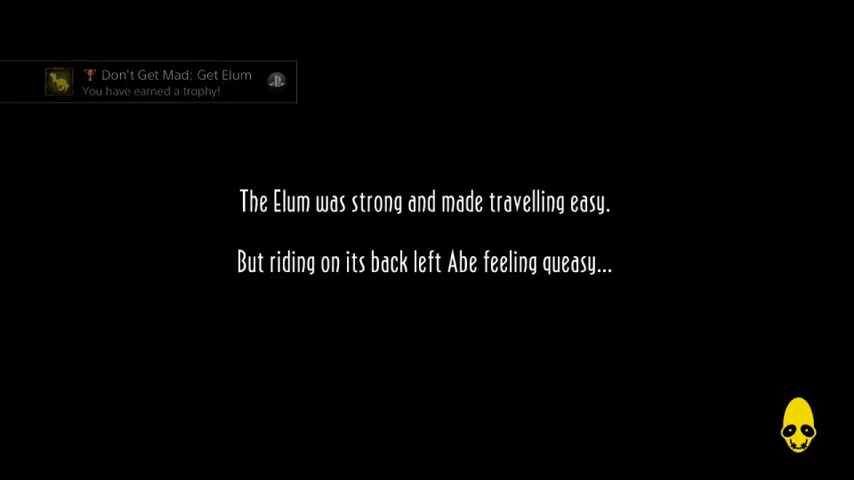 Don't Get Mad: Get Elum
You have earned a trophy!
The Elum was strong and made travelling easy.
But riding on its back left Abe feeling queasy...